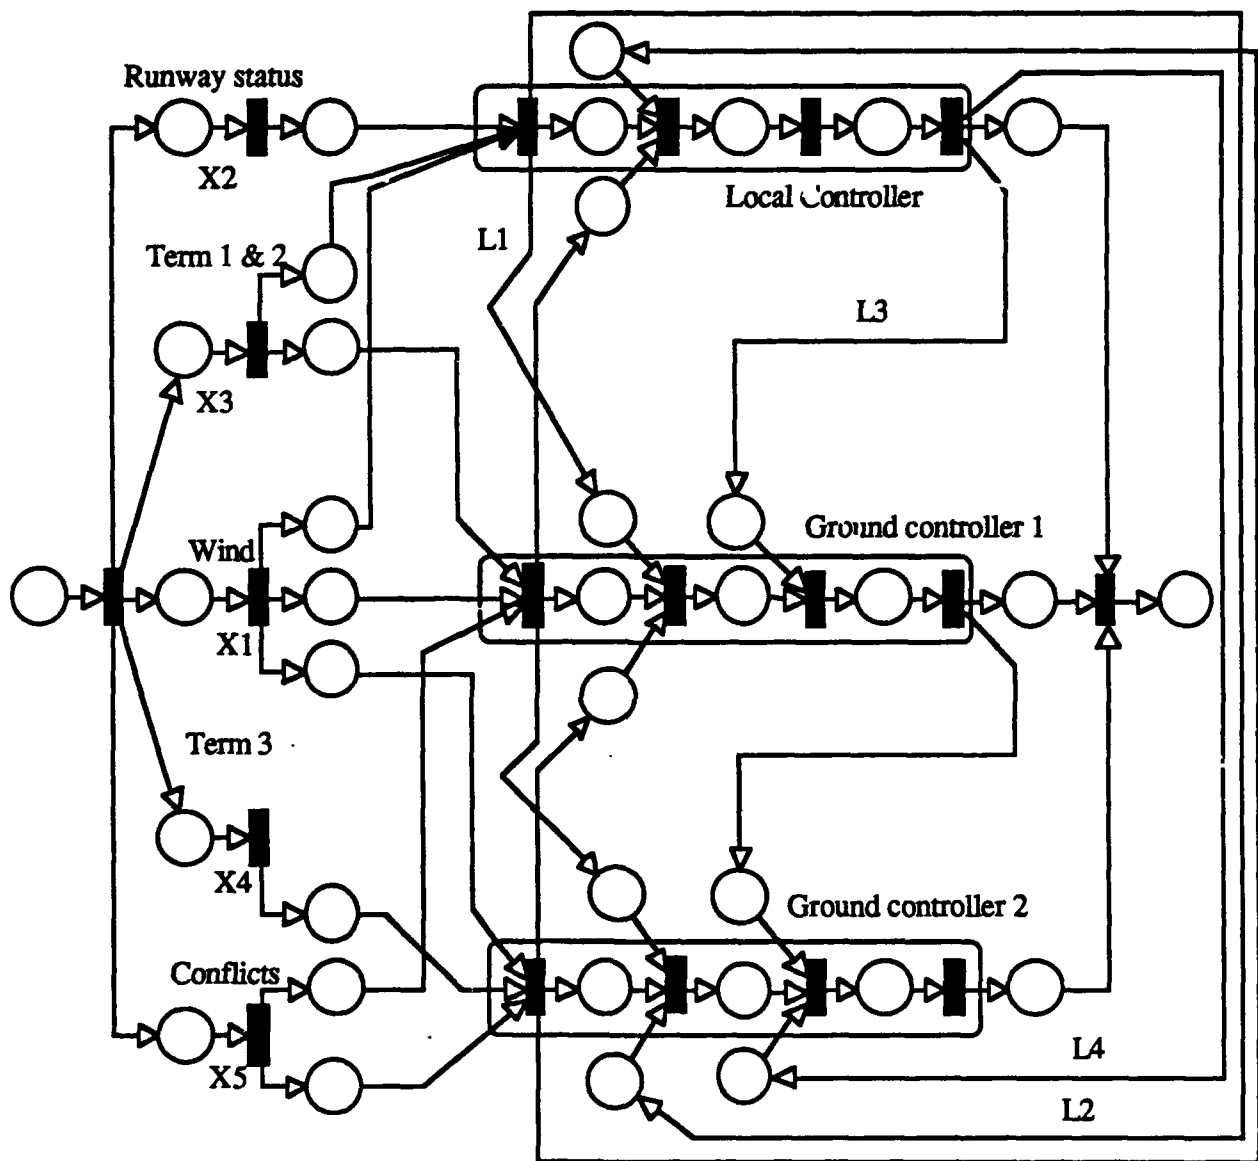 Runway status
X2
Local Controller
Term 1 & 2
L1
L3
X3
Ground controller 1
Wind
X1
Term 3
X4
Ground controller 2
Conflicts
X5
L4
L2